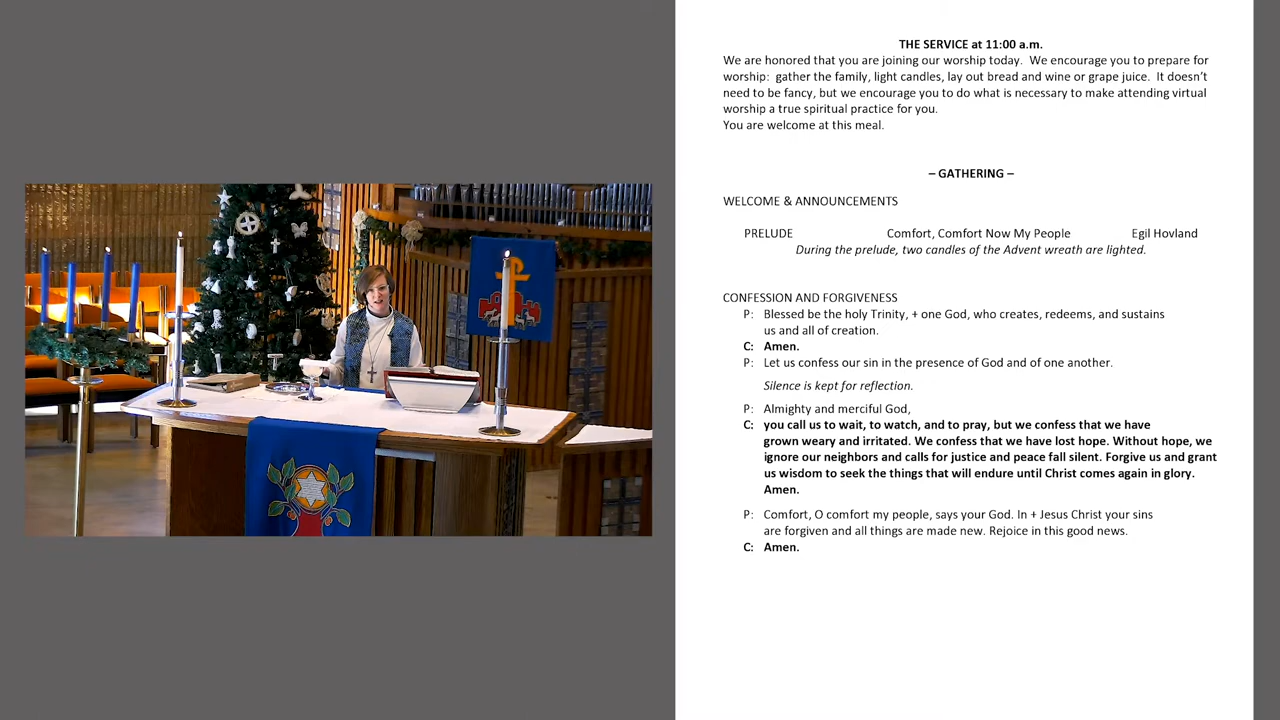 THE SERVICE at 11:00 a.m.
We are honored that you are joining our worship today. We encourage you to prepare for
worship: gather the family, light candles, lay out bread and wine or grape juice. It doesn't
need to be fancy, but we encourage you to do what is necessary to make attending virtual
worship a true spiritual practice for you.
You are welcome at this meal.
– GATHERING –
WELCOME & ANNOUNCEMENTS
PRELUDE Comfort, Comfort Now My People Egil Hovland
During the prelude, two candles of the Advent wreath are lighted.
CONFESSION AND FORGIVENESS
P: Blessed be the holy Trinity, + one God, who creates, redeems, and sustains
us and all of creation.
C: Amen.
P: Let us confess our sin in the presence of God and of one another.
Silence is kept for reflection.
P: Almighty and merciful God,
C: you call us to wait, to watch, and to pray, but we confess that we have
grown weary and irritated. We confess that we have lost hope. Without hope, we
ignore our neighbors and calls for justice and peace fall silent. Forgive us and grant
us wisdom to seek the things that will endure until Christ comes again in glory.
Amen.
P: Comfort, O comfort my people, says your God. In + Jesus Christ your sins
are forgiven and all things are made new. Rejoice in this good news.
C: Amen.